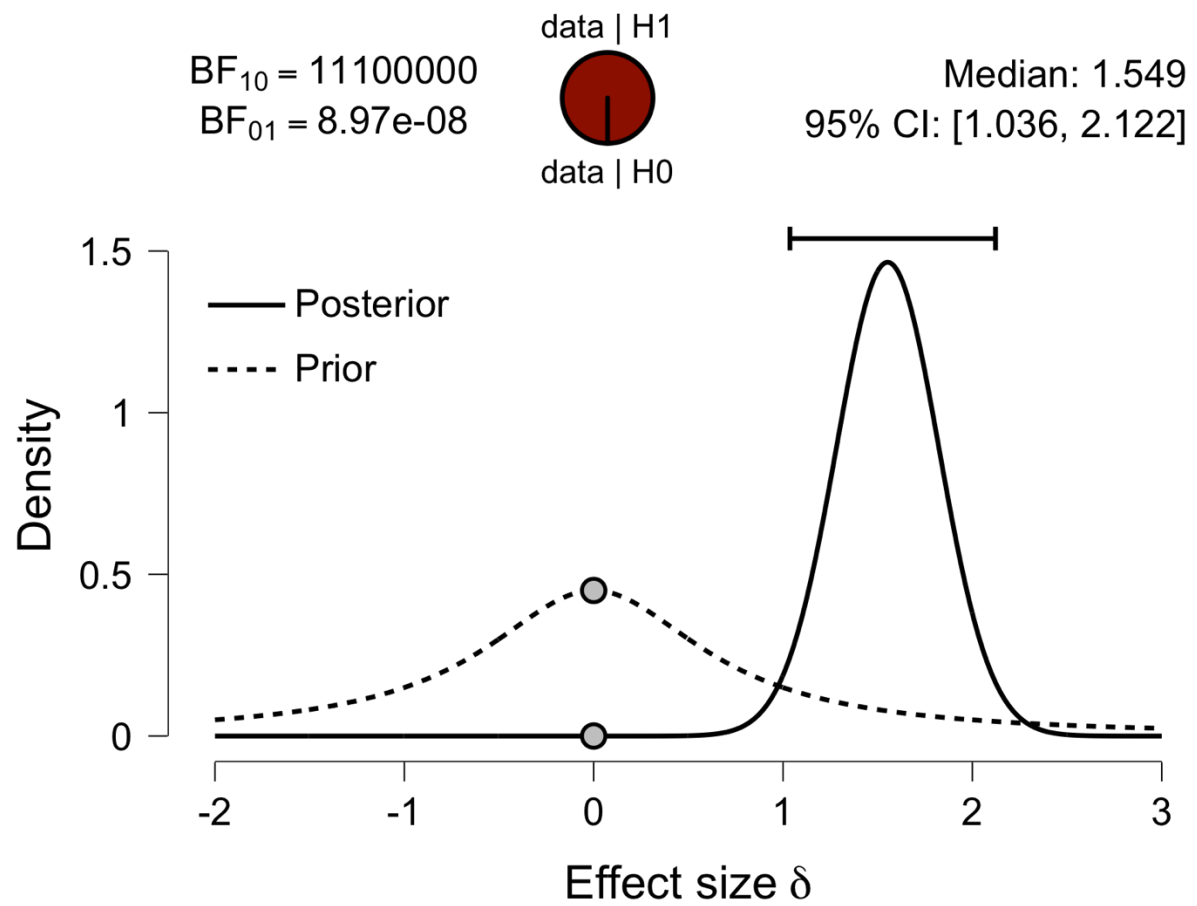 data | H1
BF₁₀ = 11100000
BF₀₁ = 8.97e-08
Median: 1.549
95% CI: [1.036, 2.122]
data | H0
Posterior
Prior
Density
1.5
1
0.5
0
-2 -1 0 1 2 3
Effect size δ